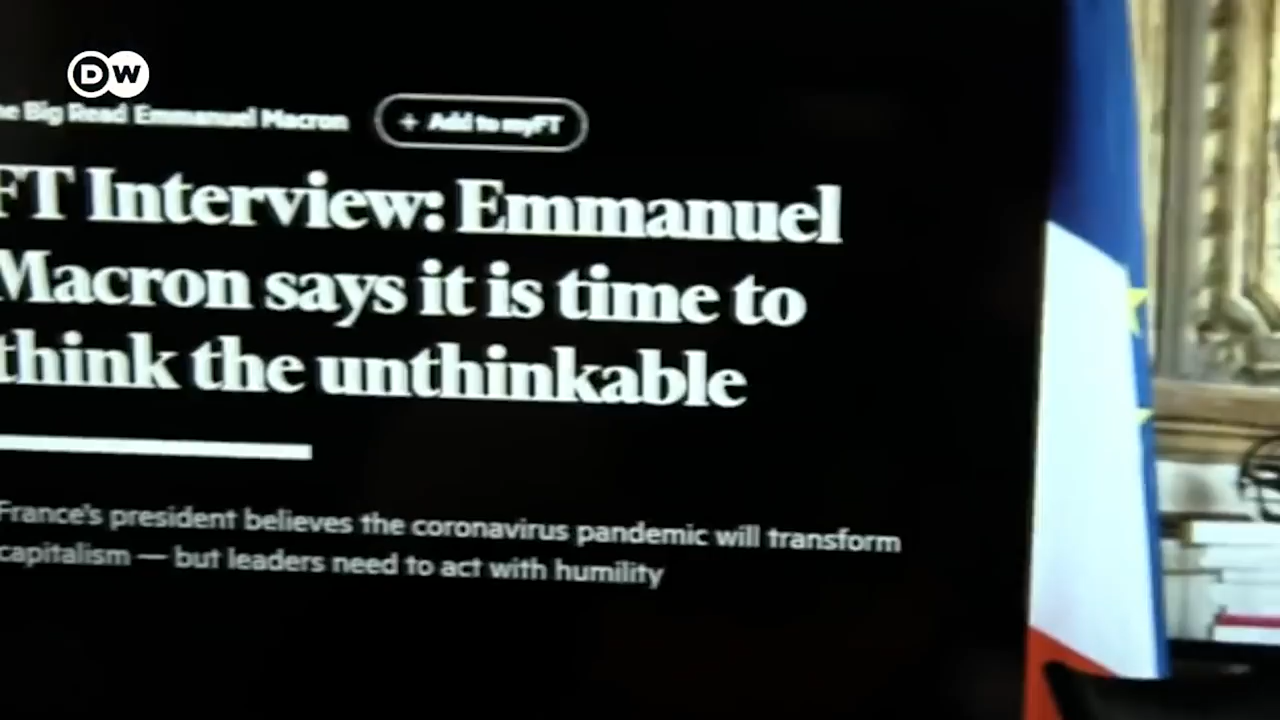 DW
The Big Read Emmanuel Macron
+ Add to myFT
FT Interview: Emmanuel
Macron says it is time to
think the unthinkable
France's president believes the coronavirus pandemic will transform
capitalism — but leaders need to act with humility